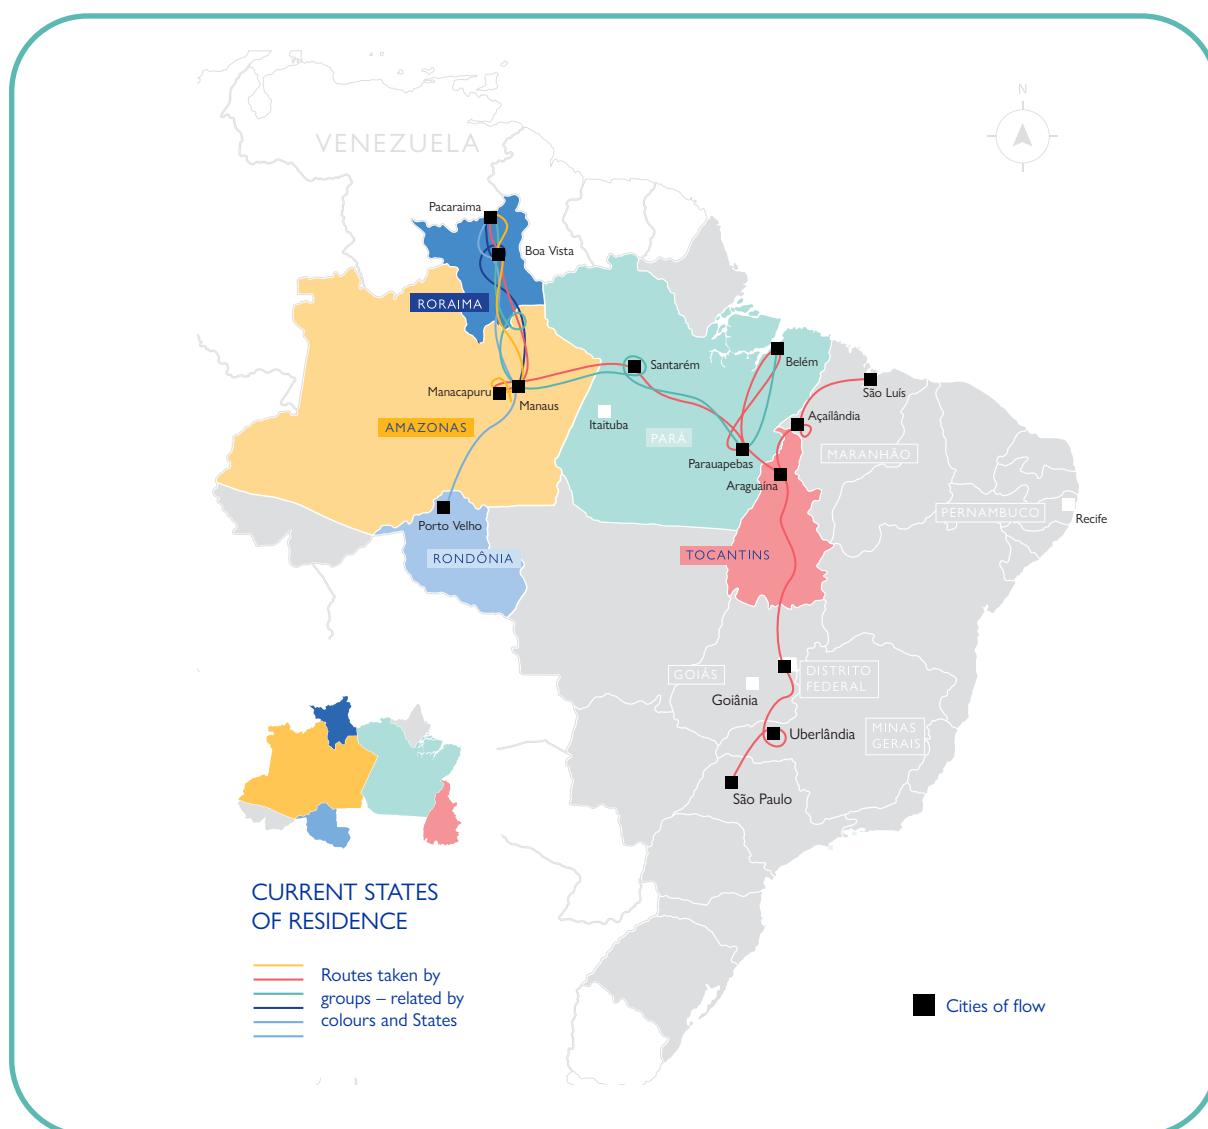 N
VENEZUELA
Pacaraima
Boa Vista
RORAIMA
Santarém
Belém
São Luís
Manacapuru
Manaus
Açaílândia
Itaituba
AMAZONAS
PARÁ
MARANHÃO
Parauapebas
Araguaína
PERNAMBUCO
Recife
Porto Velho
RONDÔNIA
TOCANTINS
GOIÁS
DISTRITO
FEDERAL
Goiânia
Uberlândia
MINAS
GERAIS
São Paulo
CURRENT STATES
OF RESIDENCE
Routes taken by
groups – related by
colours and States
Cities of flow